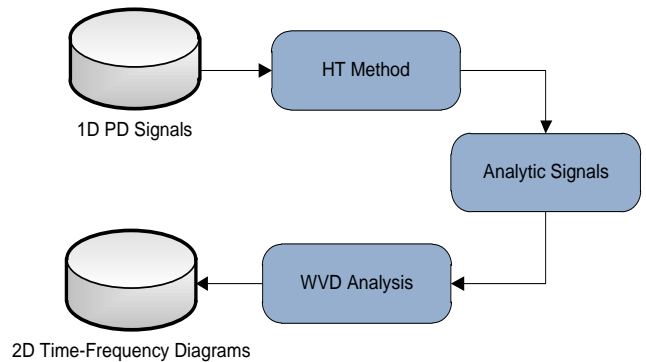 HT Method
1D PD Signals
Analytic Signals
WVD Analysis
2D Time-Frequency Diagrams